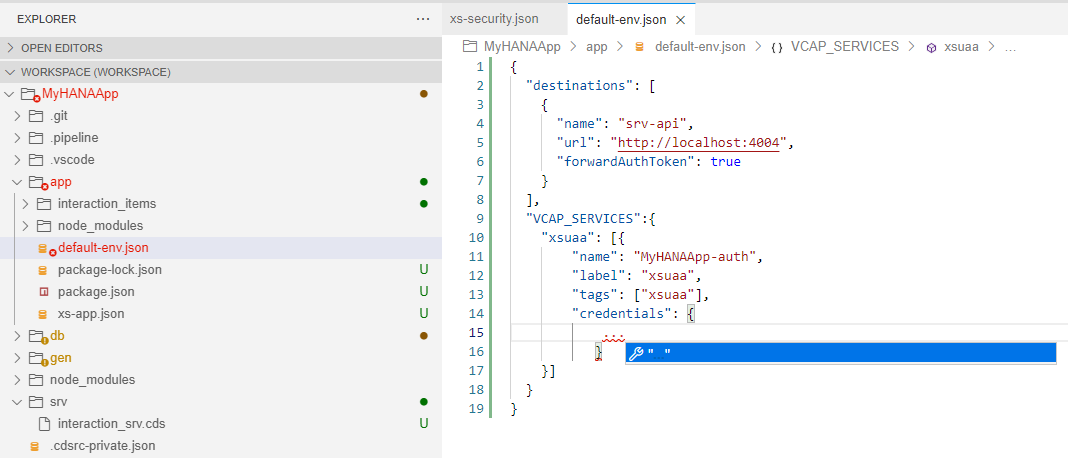 EXPLORER
...
OPEN EDITORS
WORKSPACE (WORKSPACE)
MyHANAApp
.git
.pipeline
.vscode
app
interaction_items
node_modules
default-env.json
package-lock.json U
package.json U
xs-app.json U
db
gen
node_modules
srv
interaction_srv.cds U
.cdsrc-private.json
xs-security.json
default-env.json
MyHANAApp > app > default-env.json > {} VCAP_SERVICES > xsuaa > ...
1 {
2 "destinations": [
3 {
4 "name": "srv-api",
5 "url": "http://localhost:4004",
6 "forwardAuthToken": true
7 }
8 ],
9 "VCAP_SERVICES":{
10 "xsuaa": [{
11 "name": "MyHANAApp-auth",
12 "label": "xsuaa",
13 "tags": ["xsuaa"],
14 "credentials": {
15 ...
16 }
" "
17 }]
18 }
19 }